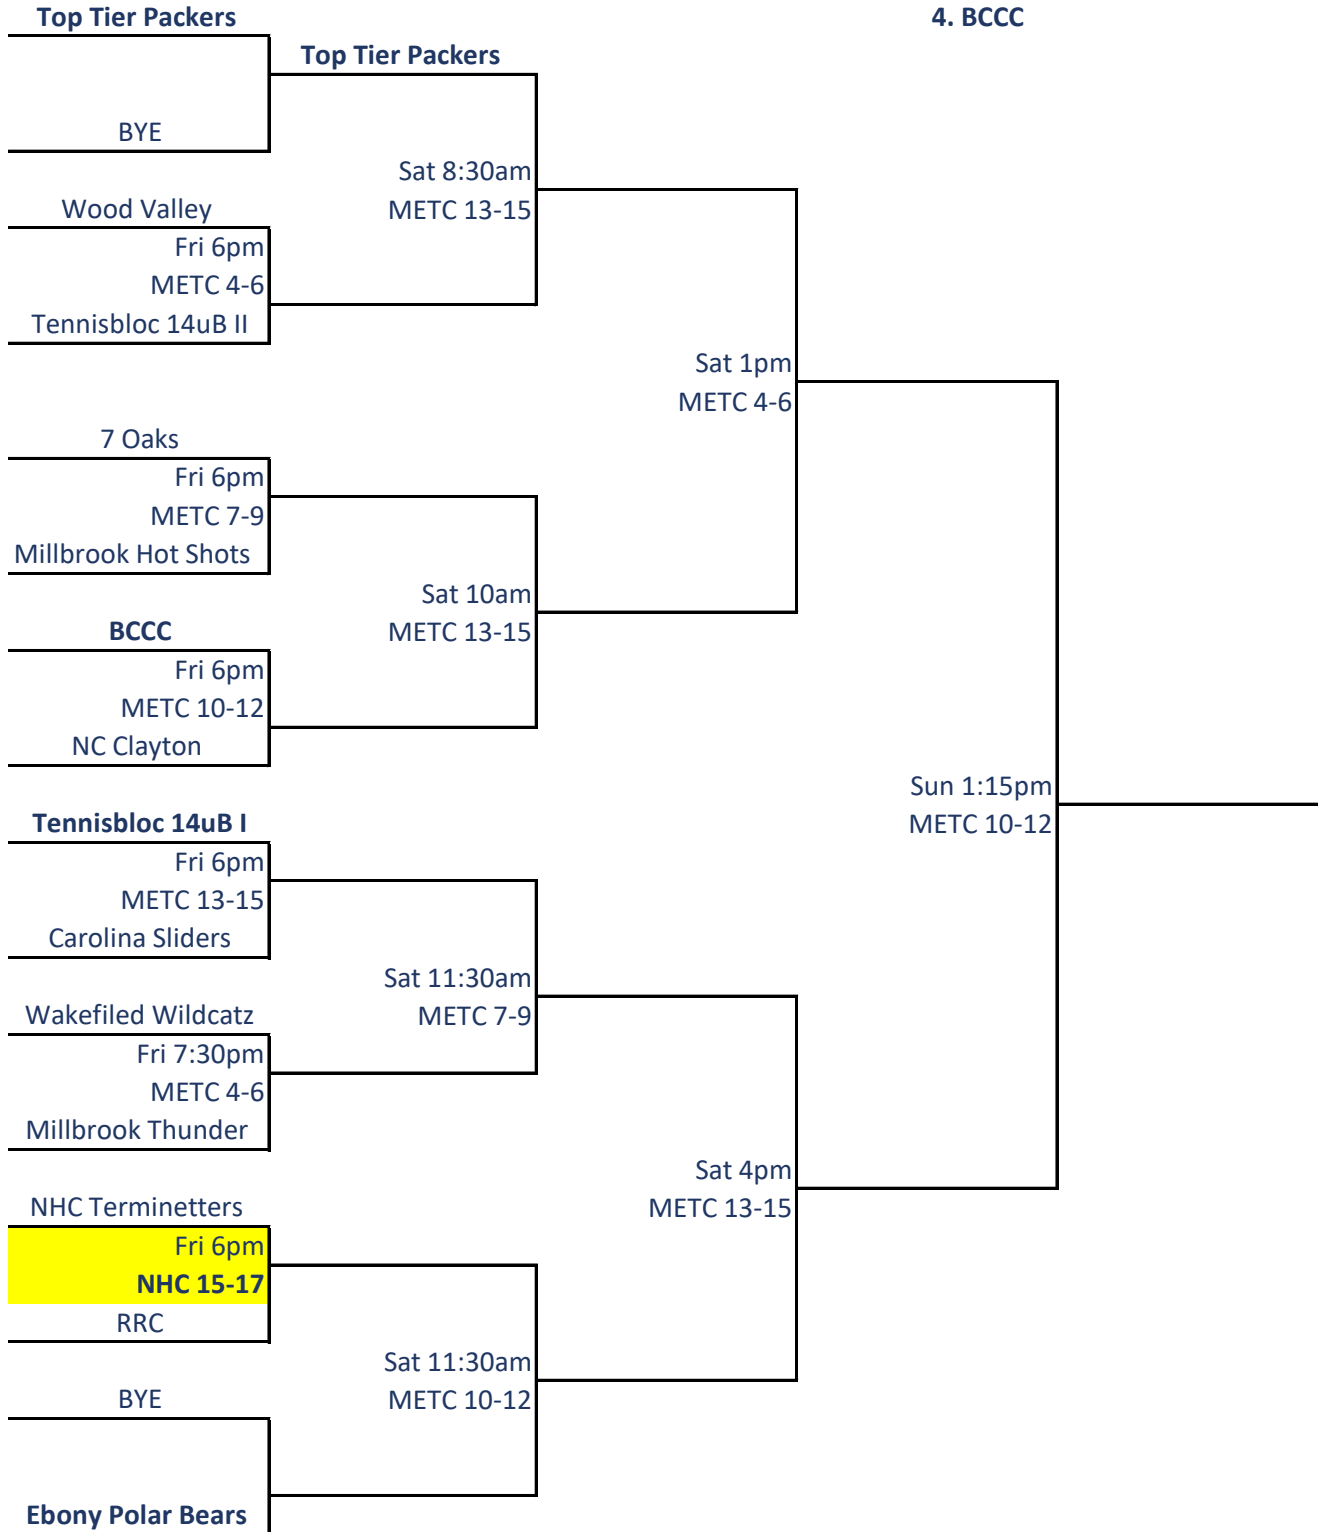 Top Tier Packers
4. BCCC
Top Tier Packers
BYE
Sat 8:30am
METC 13-15
Wood Valley
Fri 6pm
METC 4-6
Tennisbloc 14uB II
Sat 1pm
METC 4-6
7 Oaks
Fri 6pm
METC 7-9
Millbrook Hot Shots
Sat 10am
METC 13-15
BCCC
Fri 6pm
METC 10-12
NC Clayton
Sun 1:15pm
METC 10-12
Tennisbloc 14uB I
Fri 6pm
METC 13-15
Carolina Sliders
Sat 11:30am
METC 7-9
Wakefiled Wildcatz
Fri 7:30pm
METC 4-6
Millbrook Thunder
Sat 4pm
METC 13-15
NHC Terminetters
Fri 6pm
NHC 15-17
RRC
Sat 11:30am
METC 10-12
BYE
Ebony Polar Bears